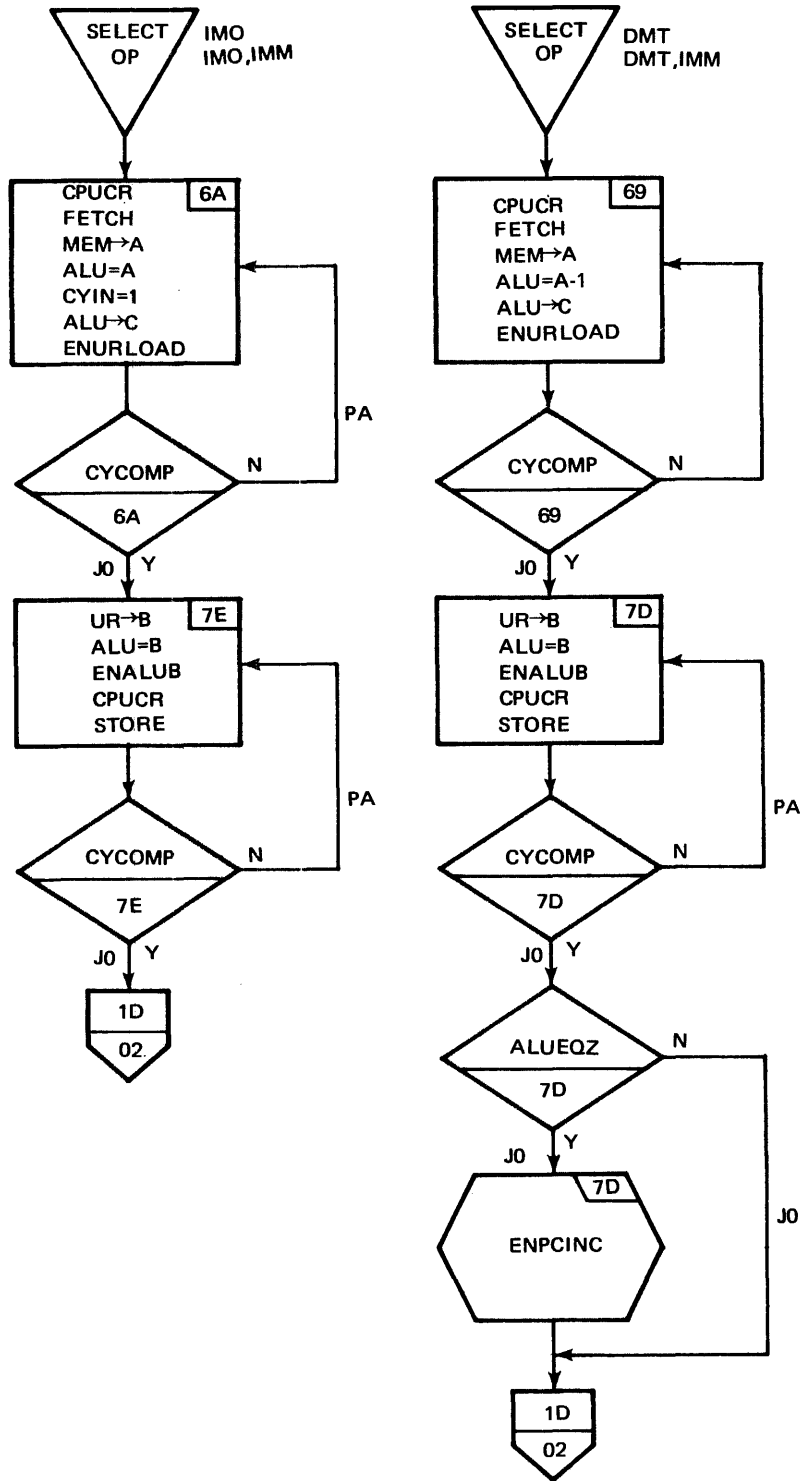 SELECT
OP
IMO
IMO,IMM
6A
CPUCR
FETCH
MEM→A
ALU=A
CYIN=1
ALU→C
ENURLOAD
PA
CYCOMP
N
6A
J0
Y
7E
UR→B
ALU=B
ENALUB
CPUCR
STORE
PA
CYCOMP
N
7E
J0
Y
1D
02
SELECT
OP
DMT
DMT,IMM
69
CPUCR
FETCH
MEM→A
ALU=A-1
ALU→C
ENURLOAD
CYCOMP
N
69
J0
Y
7D
UR→B
ALU=B
ENALUB
CPUCR
STORE
PA
CYCOMP
N
7D
J0
Y
ALUEQZ
N
7D
J0
Y
7D
ENPCINC
J0
1D
02